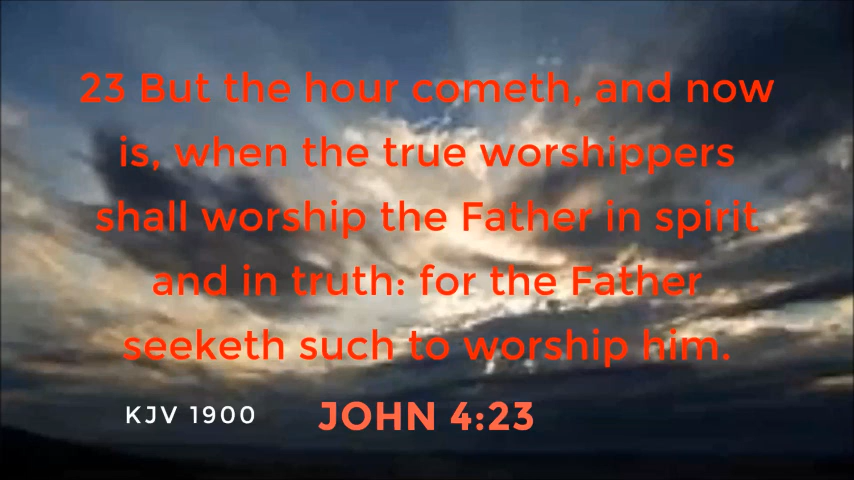 23 But the hour cometh, and now
is, when the true worshippers
shall worship the Father in spirit
and in truth: for the Father
seeketh such to worship him.
KJV 1900 JOHN 4:23